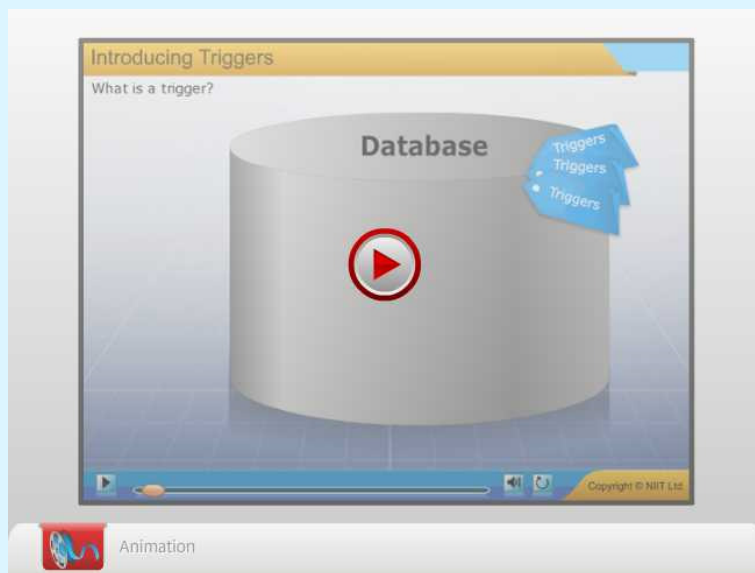 Introducing Triggers
What is a trigger?
Database
Triggers
Triggers
Triggers
Copyright © NIIT Ltd
Animation